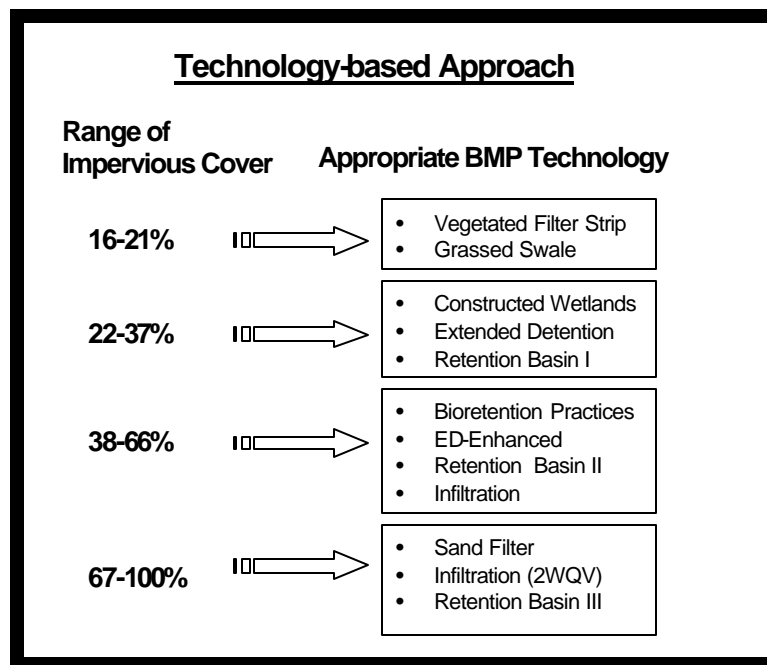 Technology-based Approach
Range of
Impervious Cover
Appropriate BMP Technology
16-21%
• Vegetated Filter Strip
• Grassed Swale
22-37%
• Constructed Wetlands
• Extended Detention
• Retention Basin I
38-66%
• Bioretention Practices
• ED-Enhanced
• Retention Basin II
• Infiltration
67-100%
• Sand Filter
• Infiltration (2WQV)
• Retention Basin III